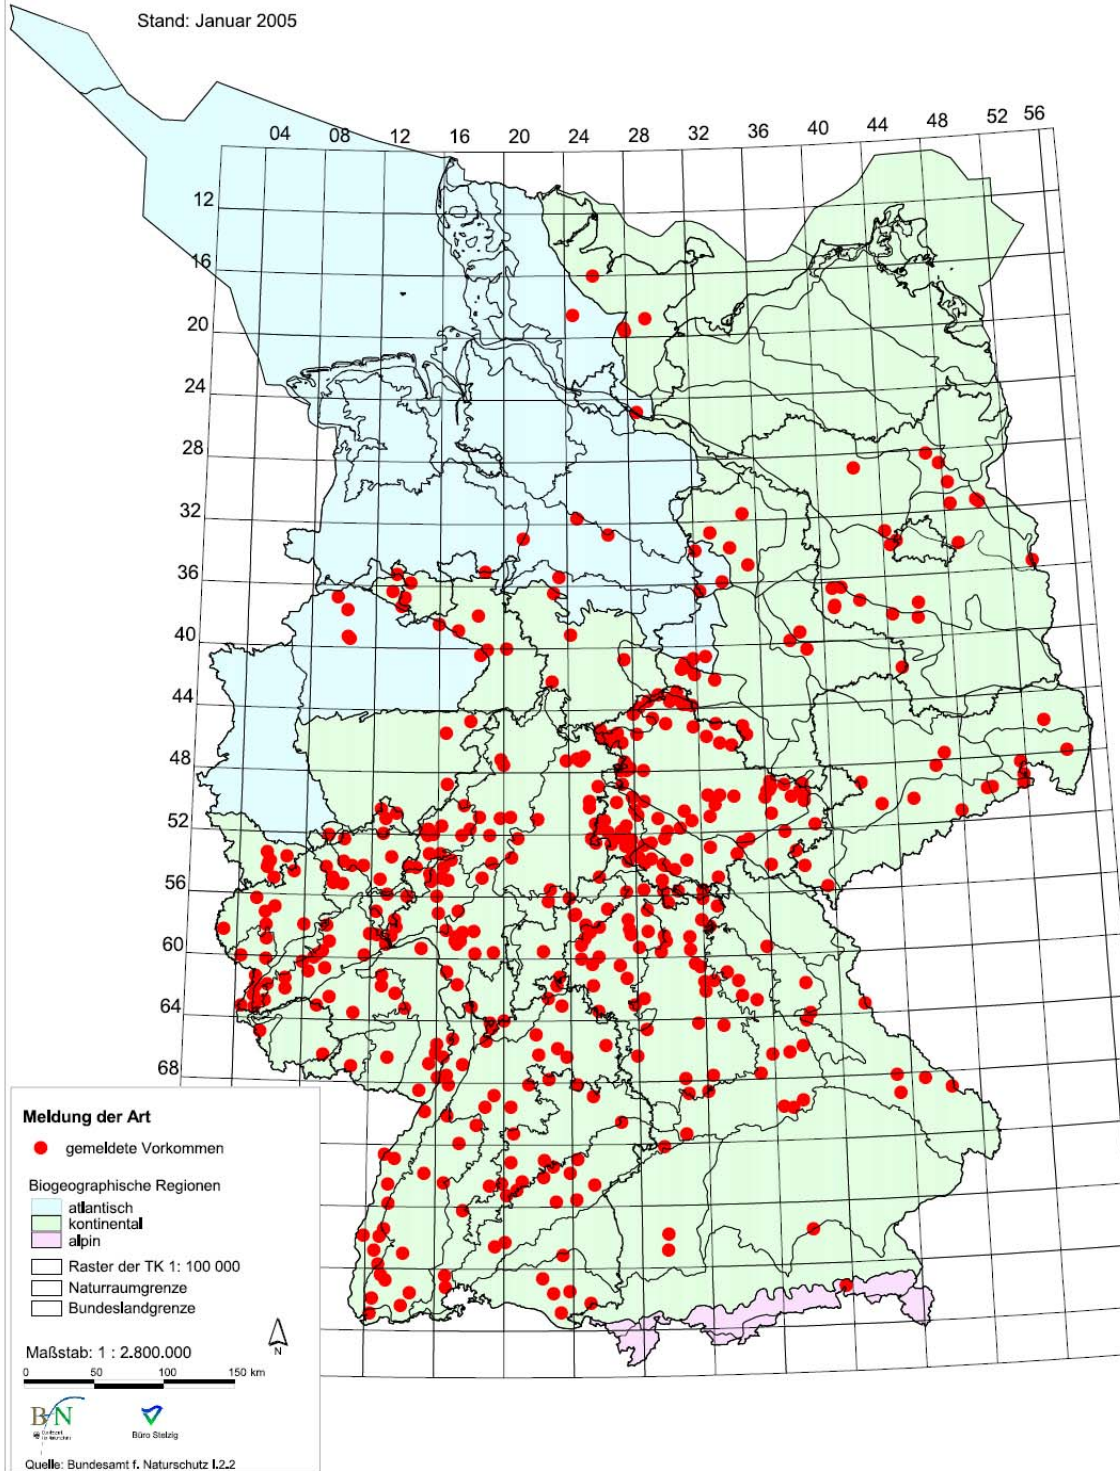 Stand: Januar 2005
04 08 12 16 20 24 28 32 36 40 44 48 52 56
12
16
20
24
28
32
36
40
44
48
52
56
60
64
68
Meldung der Art
gemeldete Vorkommen
Biogeographische Regionen
atlantisch
kontinental
alpin
Raster der TK 1: 100 000
Naturraumgrenze
Bundeslandgrenze
N
Maßstab: 1 : 2.800.000
0 50 100 150 km
BfN
Bundesamt
für Naturschutz
Büro Stelzig
Quelle: Bundesamt f. Naturschutz I.2.2